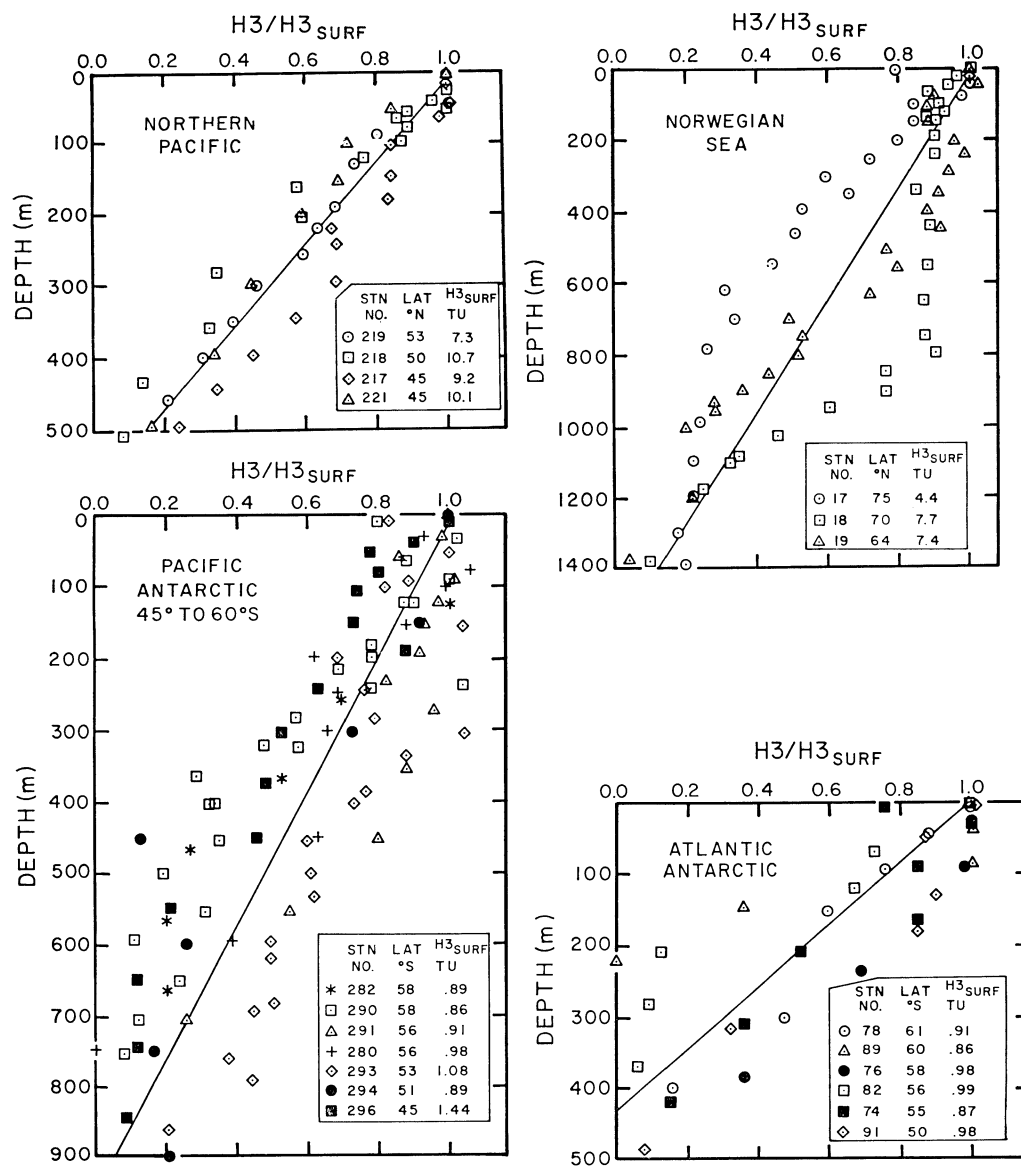 H3/H3SURF
0.0 0.2 0.4 0.6 0.8 1.0
0
100
200
300
400
500
DEPTH (m)
NORTHERN
PACIFIC
STN LAT H3SURF
NO. °N TU
219 53 7.3
218 50 10.7
217 45 9.2
221 45 10.1
H3/H3SURF
0.0 0.2 0.4 0.6 0.8 1.0
0
200
400
600
800
1000
1200
1400
DEPTH (m)
NORWEGIAN
SEA
STN LAT H3SURF
NO. °N TU
17 75 4.4
18 70 7.7
19 64 7.4
H3/H3SURF
0.0 0.2 0.4 0.6 0.8 1.0
0
100
200
300
400
500
600
700
800
900
DEPTH (m)
PACIFIC
ANTARCTIC
45° TO 60°S
STN LAT H3SURF
NO. °S TU
282 58 .89
290 58 .86
291 56 .91
280 56 .98
293 53 1.08
294 51 .89
296 45 1.44
H3/H3SURF
0.0 0.2 0.4 0.6 0.8 1.0
0
100
200
300
400
500
DEPTH (m)
ATLANTIC
ANTARCTIC
STN LAT H3SURF
NO. °S TU
78 61 .91
89 60 .86
76 58 .98
82 56 .99
74 55 .87
91 50 .98